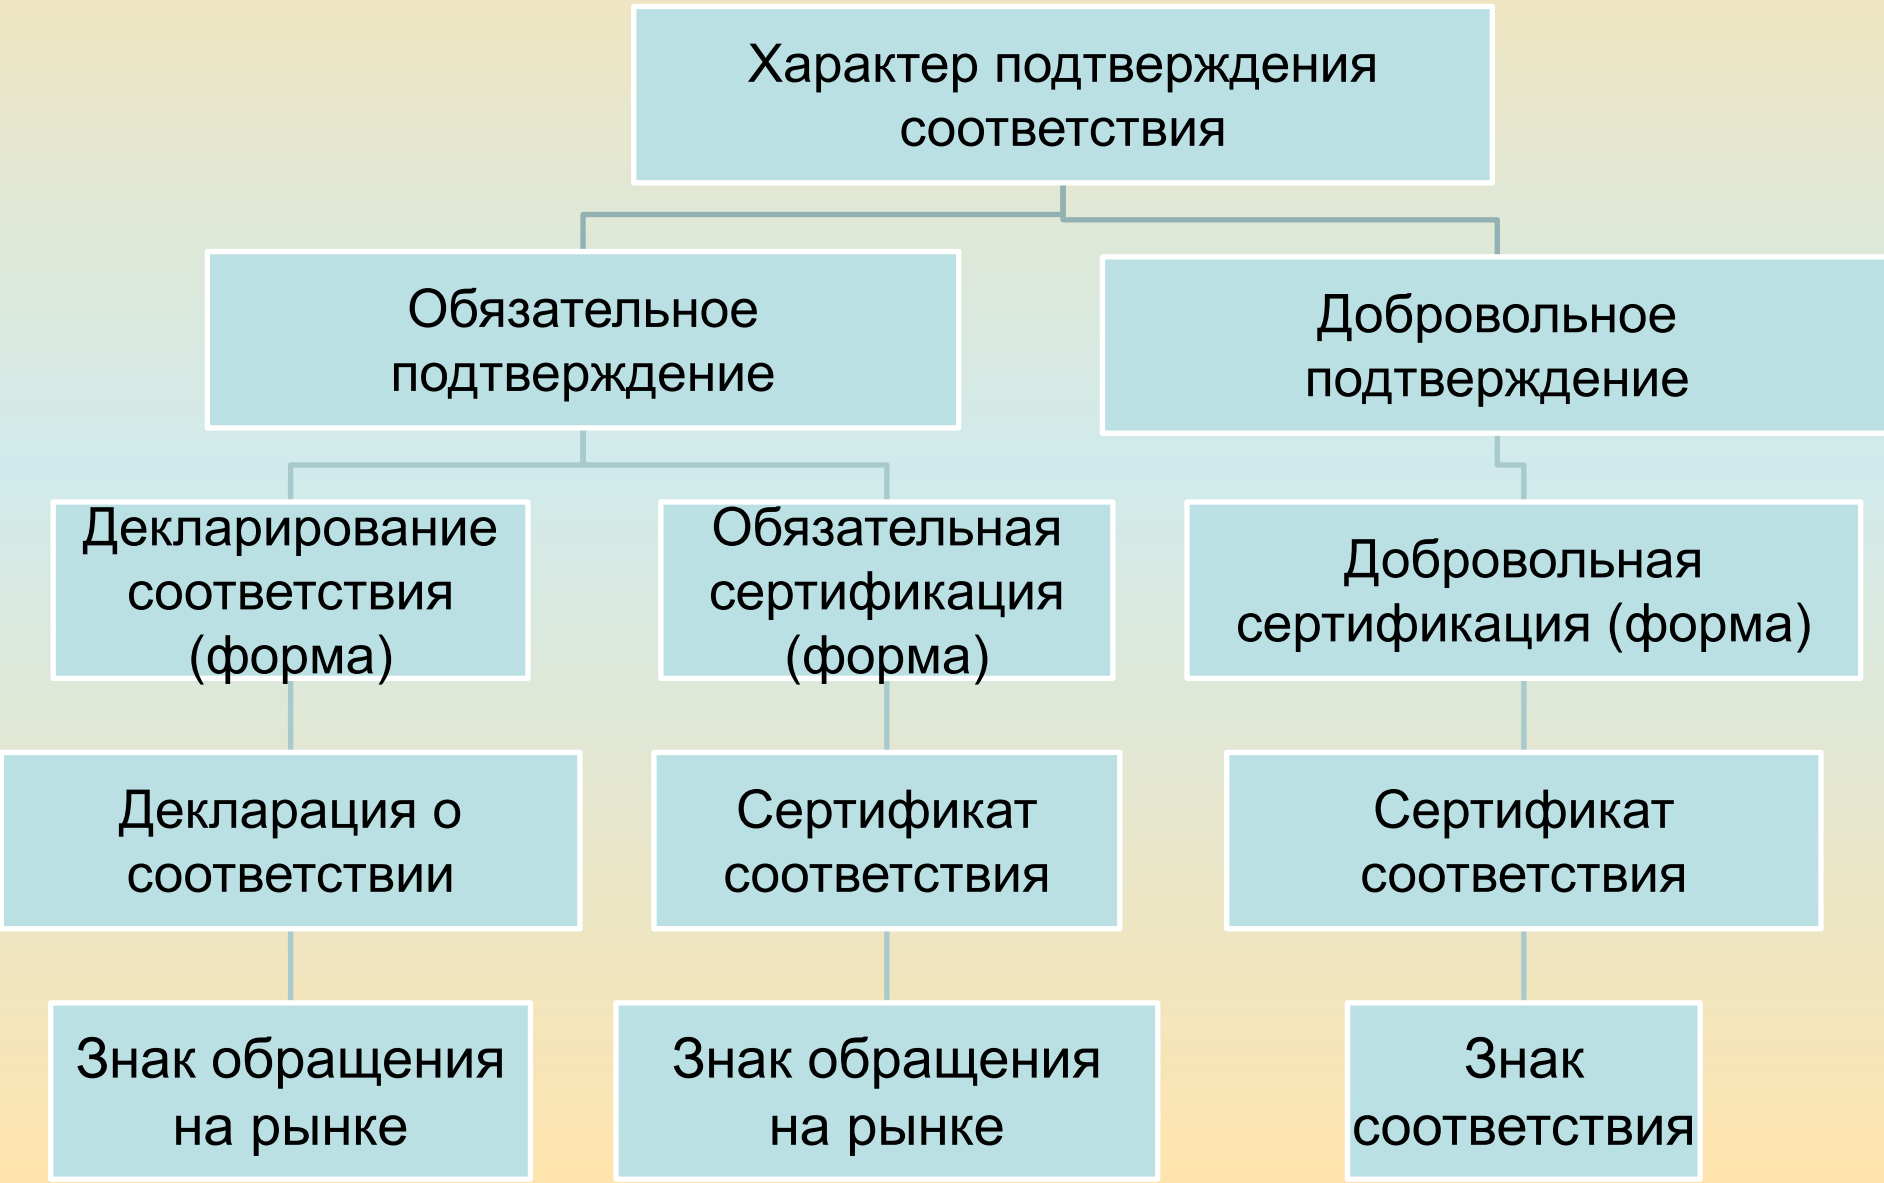 Характер подтверждения
соответствия
Обязательное
подтверждение
Добровольное
подтверждение
Декларирование
соответствия
(форма)
Обязательная
сертификация
(форма)
Добровольная
сертификация (форма)
Декларация о
соответствии
Сертификат
соответствия
Сертификат
соответствия
Знак обращения
на рынке
Знак обращения
на рынке
Знак
соответствия